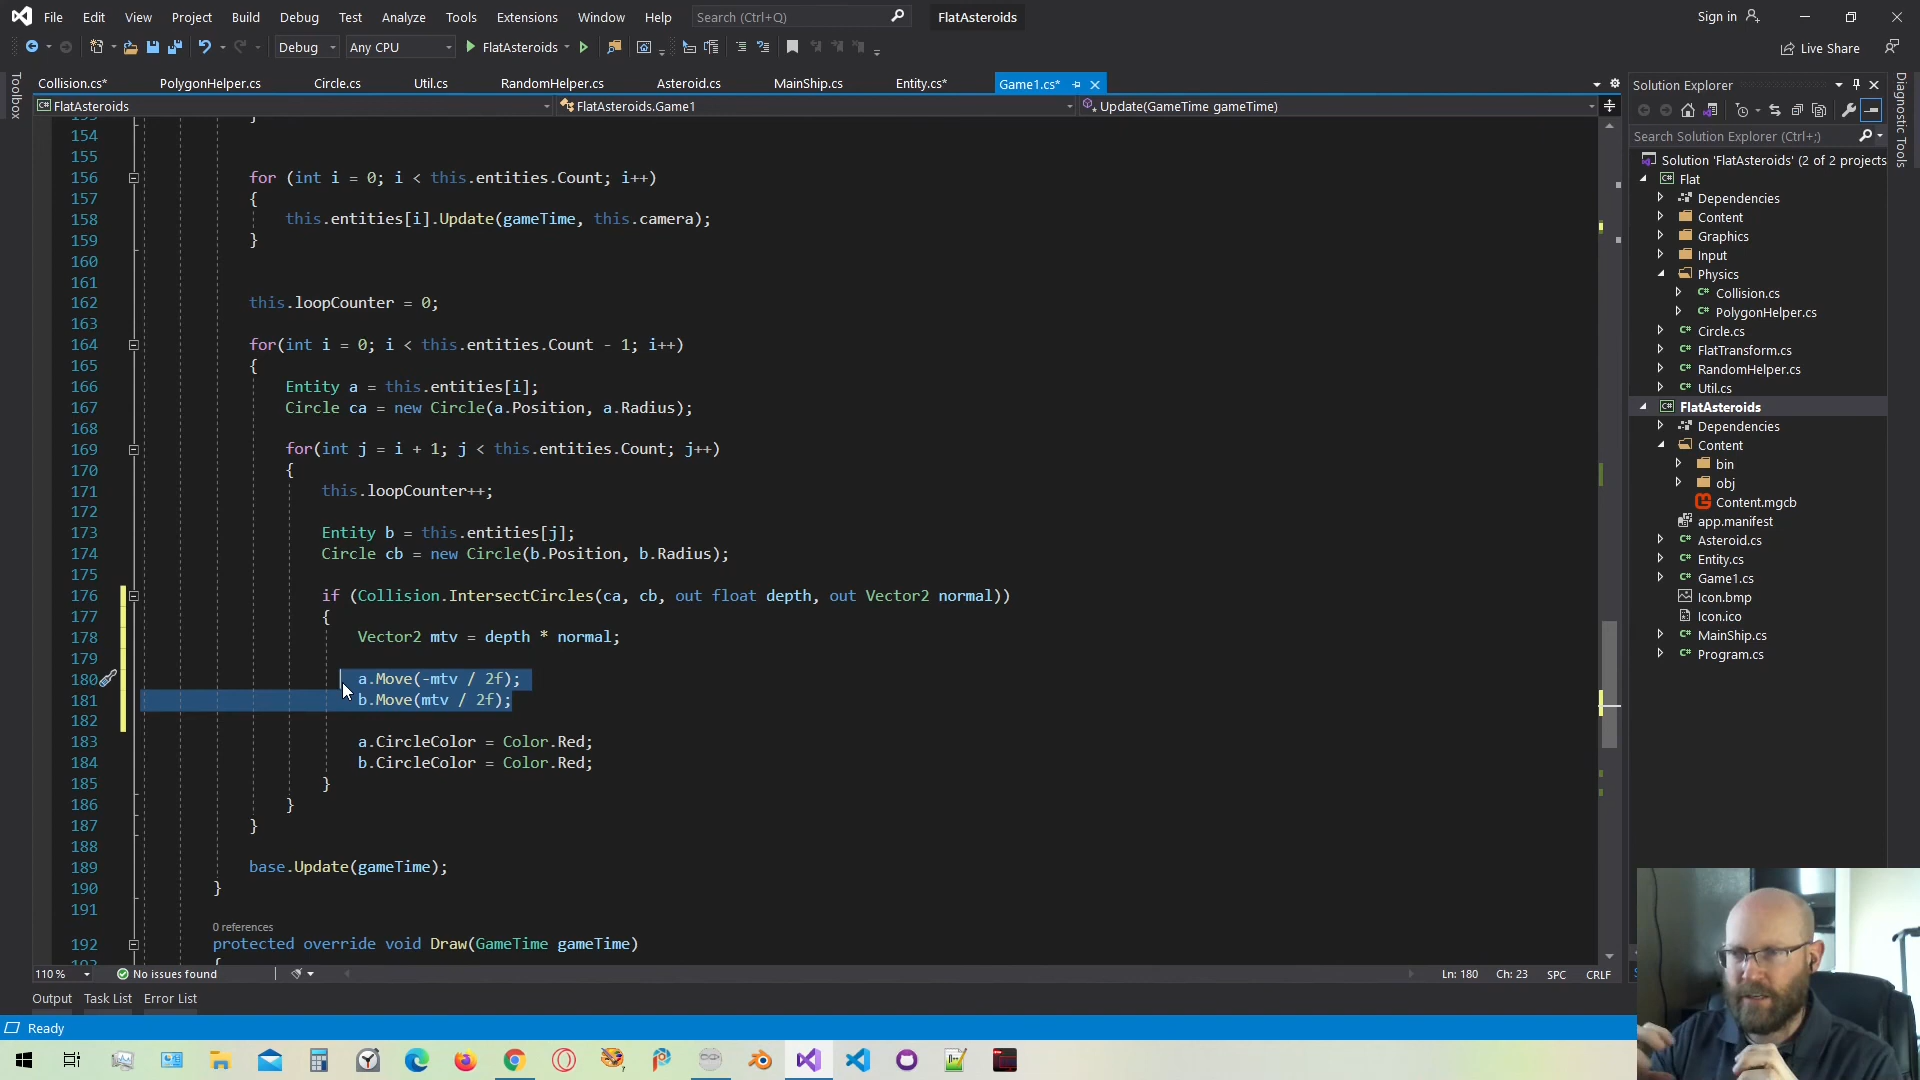 File Edit View Project Build Debug Test Analyze Tools Extensions Window Help Search (Ctrl+Q) FlatAsteroids Sign in
Debug Any CPU FlatAsteroids Live Share
Collision.cs* PolygonHelper.cs Circle.cs Util.cs RandomHelper.cs Asteroid.cs MainShip.cs Entity.cs* Game1.cs*
FlatAsteroids FlatAsteroids.Game1 Update(GameTime gameTime)
Toolbox
154
155
156 for (int i = 0; i < this.entities.Count; i++)
157 {
158 this.entities[i].Update(gameTime, this.camera);
159 }
160
161
162 this.loopCounter = 0;
163
164 for(int i = 0; i < this.entities.Count - 1; i++)
165 {
166 Entity a = this.entities[i];
167 Circle ca = new Circle(a.Position, a.Radius);
168
169 for(int j = i + 1; j < this.entities.Count; j++)
170 {
171 this.loopCounter++;
172
173 Entity b = this.entities[j];
174 Circle cb = new Circle(b.Position, b.Radius);
175
176 if (Collision.IntersectCircles(ca, cb, out float depth, out Vector2 normal))
177 {
178 Vector2 mtv = depth * normal;
179
180 a.Move(-mtv / 2f);
181 b.Move(mtv / 2f);
182
183 a.CircleColor = Color.Red;
184 b.CircleColor = Color.Red;
185 }
186 }
187 }
188
189 base.Update(gameTime);
190 }
191
0 references
192 protected override void Draw(GameTime gameTime)
110 % No issues found Ln: 180 Ch: 23 SPC CRLF
Output Task List Error List
Ready
Solution Explorer
Search Solution Explorer (Ctrl+;)
Solution 'FlatAsteroids' (2 of 2 projects
C# Flat
Dependencies
Content
Graphics
Input
Physics
C# Collision.cs
C# PolygonHelper.cs
C# Circle.cs
C# FlatTransform.cs
C# RandomHelper.cs
C# Util.cs
C# FlatAsteroids
Dependencies
Content
bin
obj
Content.mgcb
app.manifest
C# Asteroid.cs
C# Entity.cs
C# Game1.cs
Icon.bmp
Icon.ico
C# MainShip.cs
C# Program.cs
Diagnostic Tools